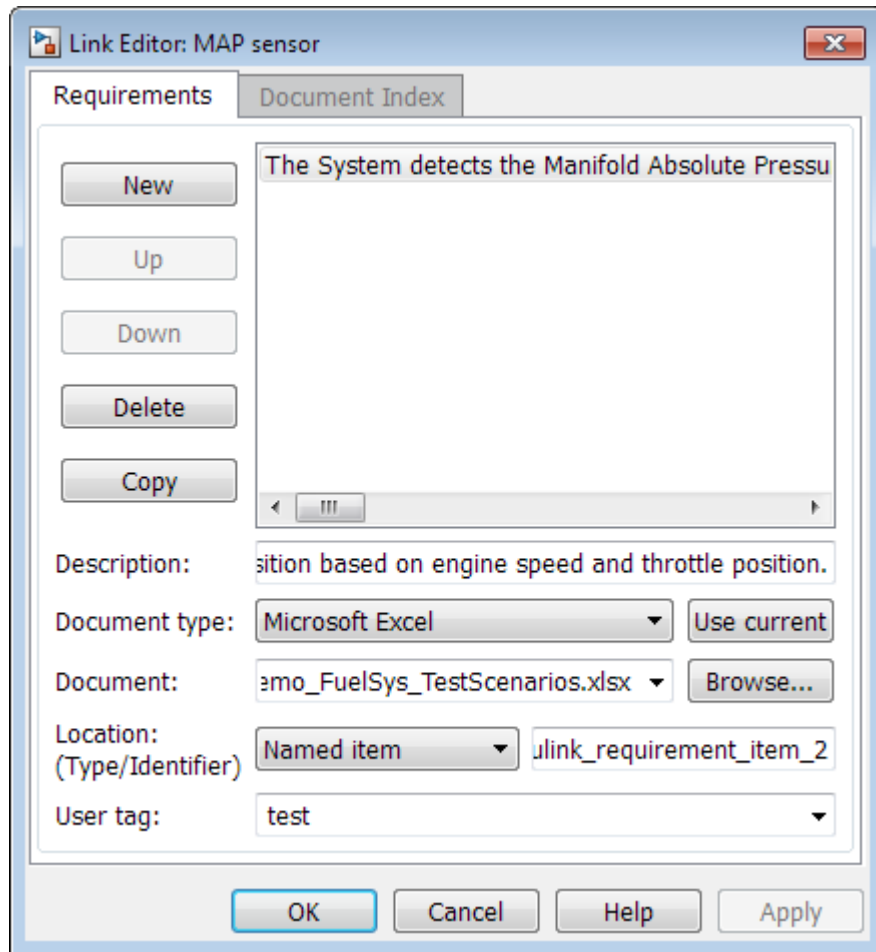 Link Editor: MAP sensor
Requirements
Document Index
New
Up
Down
Delete
Copy
The System detects the Manifold Absolute Pressu
Description:
sition based on engine speed and throttle position.
Document type:
Microsoft Excel
Use current
Document:
emo_FuelSys_TestScenarios.xlsx
Browse...
Location:
(Type/Identifier)
Named item
ulink_requirement_item_2
User tag:
test
OK
Cancel
Help
Apply